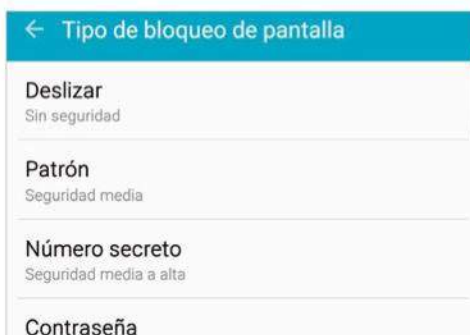 Tipo de bloqueo de pantalla
Deslizar
Sin seguridad
Patrón
Seguridad media
Número secreto
Seguridad media a alta
Contraseña